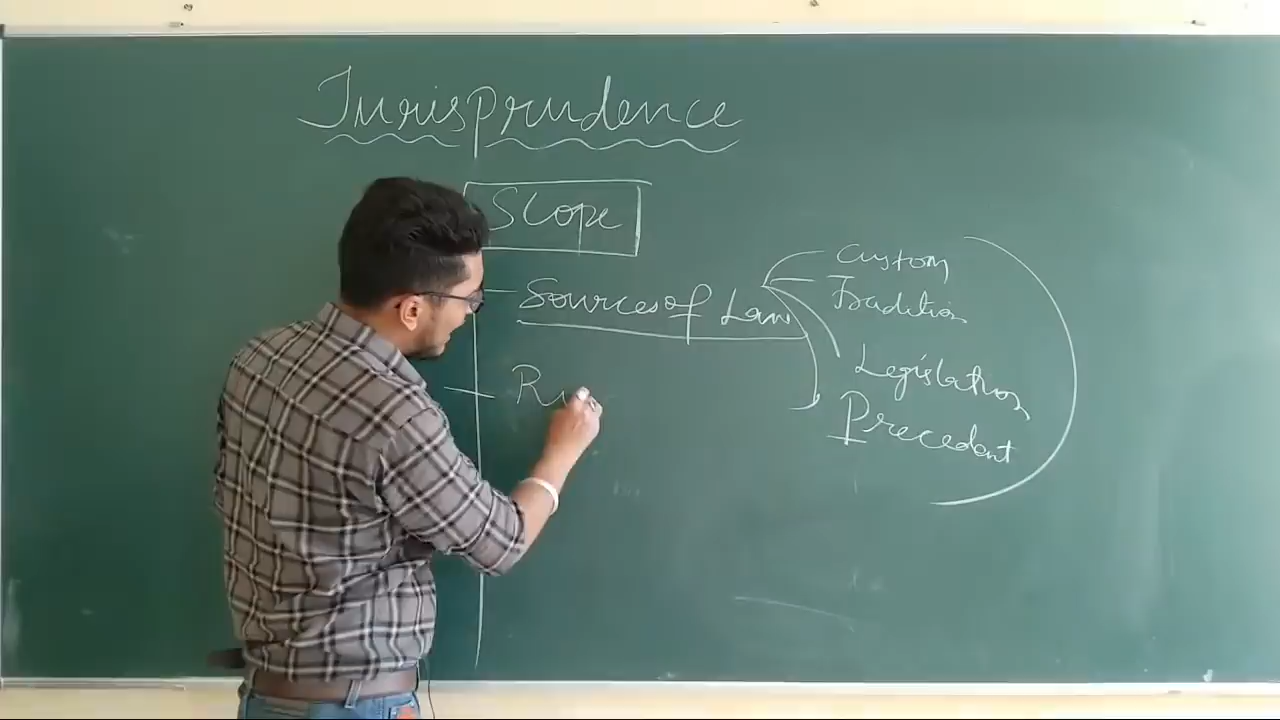 Jurisprudence
Scope
Sources of Law
Custom
Tradition
Legislation
Precedent